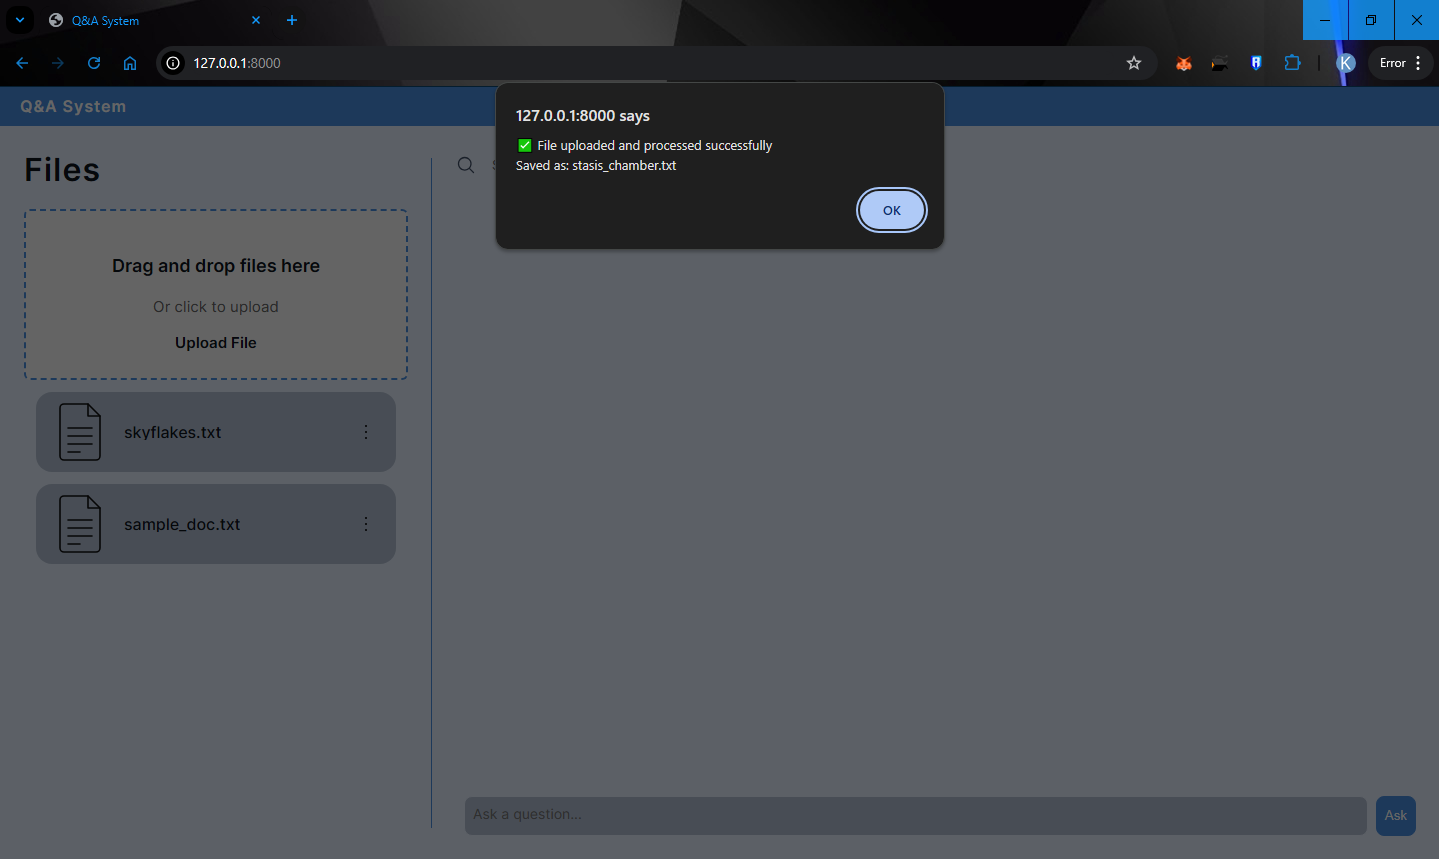 Q&A System
127.0.0.1:8000
K
Error
Q&A System
127.0.0.1:8000 says
✅ File uploaded and processed successfully
Saved as: stasis_chamber.txt
OK
Files
Drag and drop files here
Or click to upload
Upload File
skyflakes.txt
sample_doc.txt
Ask a question...
Ask